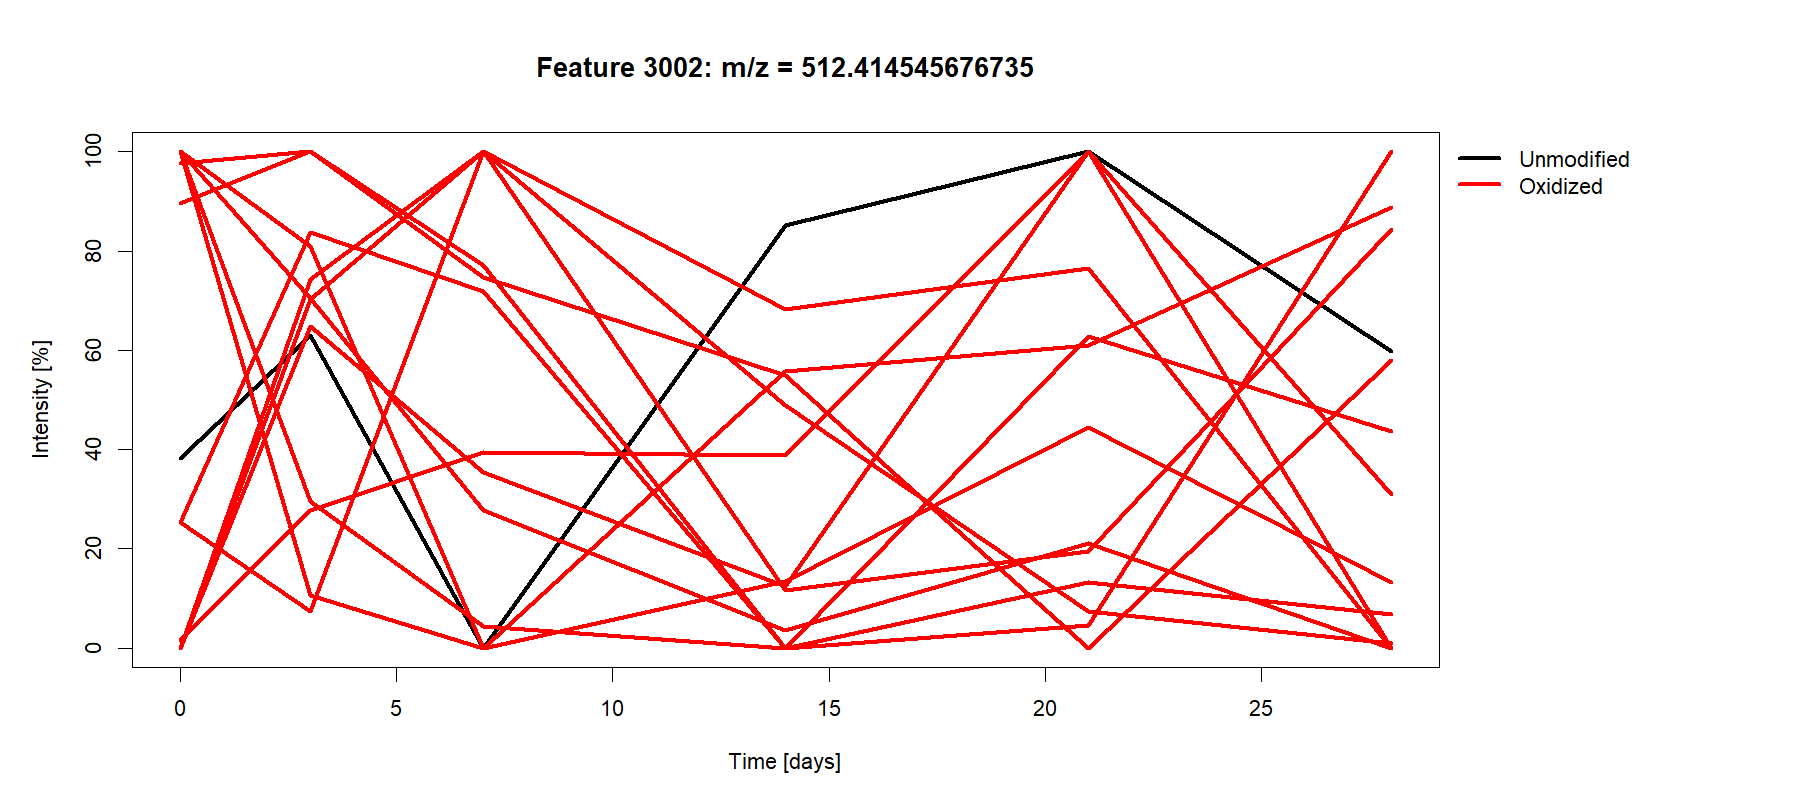 Feature 3002: m/z = 512.414545676735
Unmodified
Oxidized
100
80
60
40
20
0
Intensity [%]
0 5 10 15 20 25
Time [days]